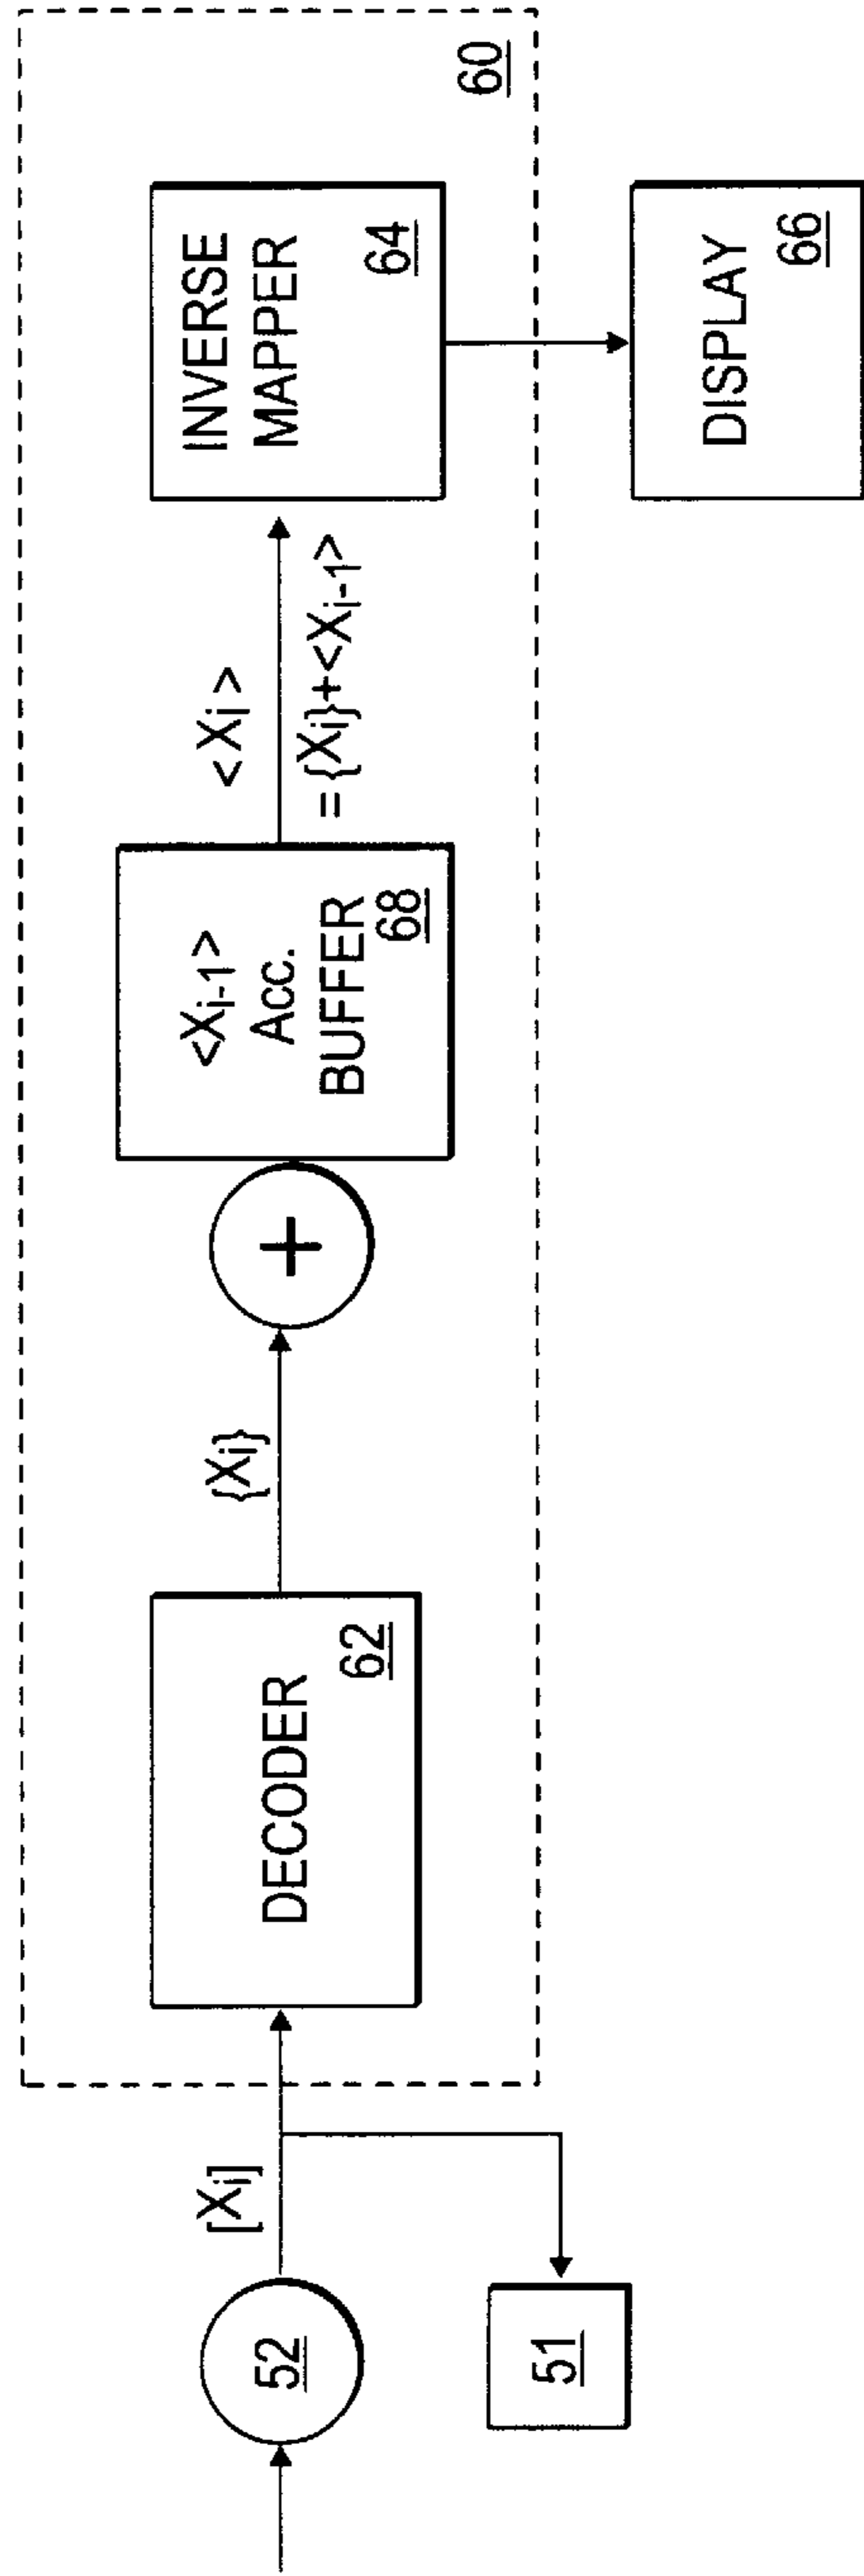 52
[Xi]
51
DECODER
62
{Xi}
+
<Xi-1>
Acc.
BUFFER
68
<Xi>
={Xi}+<Xi-1>
INVERSE
MAPPER
64
60
DISPLAY
66